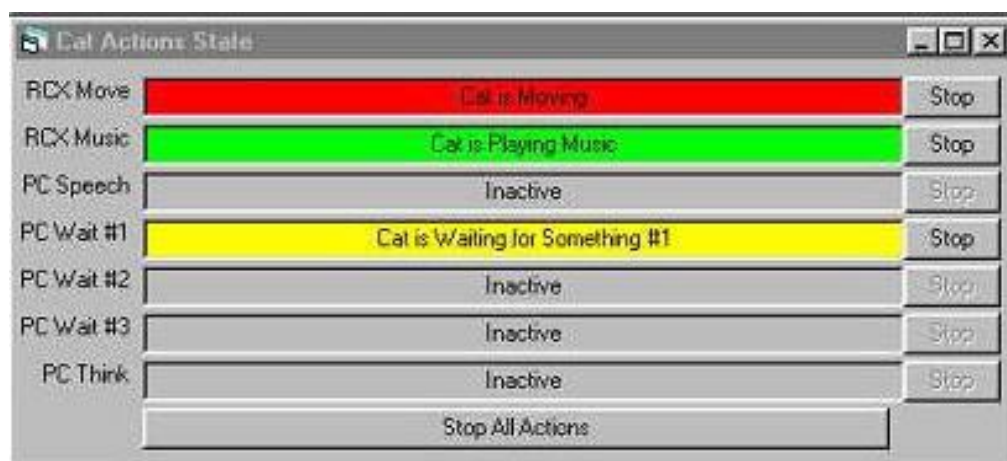 Cat Actions State
RCX Move Cat is Moving Stop
RCX Music Cat is Playing Music Stop
PC Speech Inactive Stop
PC Wait #1 Cat is Waiting for Something #1 Stop
PC Wait #2 Inactive Stop
PC Wait #3 Inactive Stop
PC Think Inactive Stop
Stop All Actions